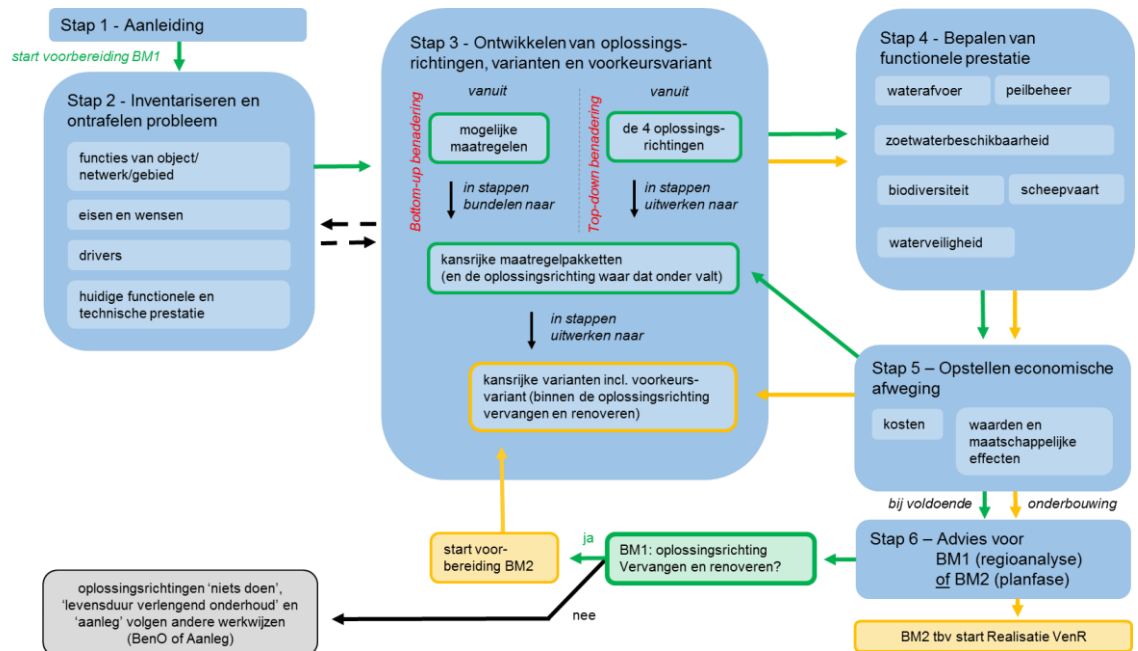 Stap 1 - Aanleiding
start voorbereiding BM1
Stap 2 - Inventariseren en
ontrafelen probleem
functies van object/
netwerk/gebied
eisen en wensen
drivers
huidige functionele en
technische prestatie
Stap 3 - Ontwikkelen van oplossings-
richtingen, varianten en voorkeursvariant
Bottom-up benadering
vanuit
mogelijke
maatregelen
in stappen
bundelen naar
Top-down benadering
vanuit
de 4 oplossings-
richtingen
in stappen
uitwerken naar
kansrijke maatregelpakketten
(en de oplossingsrichting waar dat onder valt)
in stappen
uitwerken naar
kansrijke varianten incl. voorkeurs-
variant (binnen de oplossingsrichting
vervangen en renoveren)
Stap 4 - Bepalen van
functionele prestatie
waterafvoer
peilbeheer
zoetwaterbeschikbaarheid
biodiversiteit
scheepvaart
waterveiligheid
Stap 5 – Opstellen economische
afweging
kosten
waarden en
maatschappelijke
effecten
bij voldoende
onderbouwing
Stap 6 – Advies voor
BM1 (regioanalyse)
of BM2 (planfase)
BM2 tbv start Realisatie VenR
BM1: oplossingsrichting
Vervangen en renoveren?
ja
start voor-
bereiding BM2
nee
oplossingsrichtingen ‘niets doen’,
‘levensduur verlengend onderhoud’ en
‘aanleg’ volgen andere werkwijzen
(BenO of Aanleg)